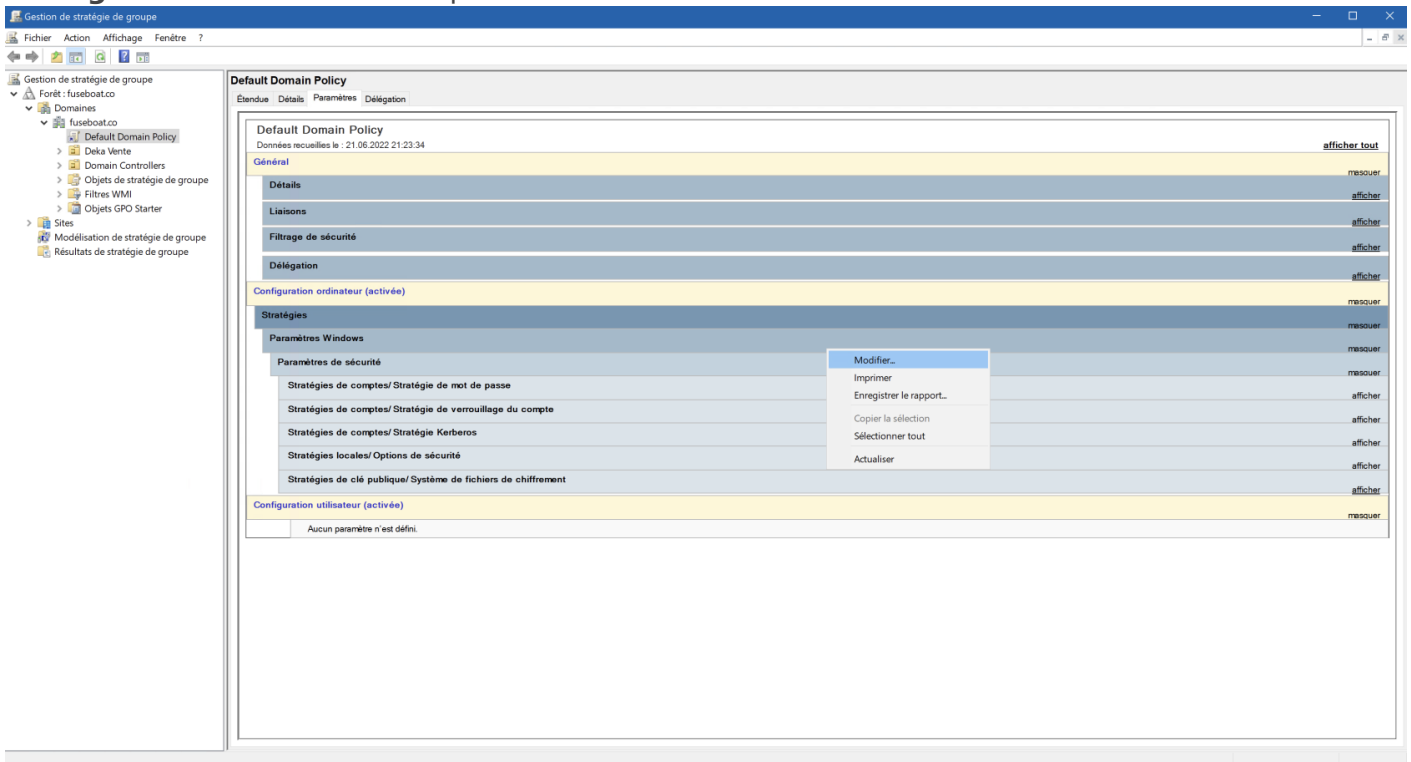 Gestion de stratégie de groupe
Fichier Action Affichage Fenêtre ?
Gestion de stratégie de groupe
Forêt : fuseboat.co
Domaines
fuseboat.co
Default Domain Policy
Deka Vente
Domain Controllers
Objets de stratégie de groupe
Filtres WMI
Objets GPO Starter
Sites
Modélisation de stratégie de groupe
Résultats de stratégie de groupe
Default Domain Policy
Étendue Détails Paramètres Délégation
Default Domain Policy
Données recueillies le : 21.06.2022 21:23:34
afficher tout
Général
masquer
Détails
afficher
Liaisons
afficher
Filtrage de sécurité
afficher
Délégation
afficher
Configuration ordinateur (activée)
masquer
Stratégies
masquer
Paramètres Windows
masquer
Paramètres de sécurité
masquer
Stratégies de comptes/Stratégie de mot de passe
afficher
Stratégies de comptes/Stratégie de verrouillage du compte
afficher
Stratégies de comptes/Stratégie Kerberos
afficher
Stratégies locales/Options de sécurité
afficher
Stratégies de clé publique/Système de fichiers de chiffrement
afficher
Configuration utilisateur (activée)
masquer
Aucun paramètre n'est défini.
Modifier...
Imprimer
Enregistrer le rapport...
Copier la sélection
Sélectionner tout
Actualiser